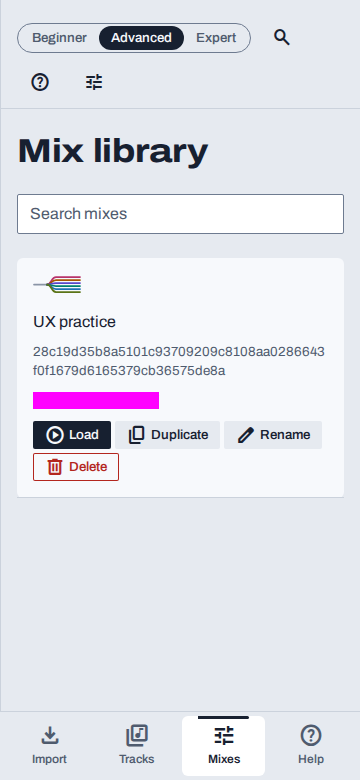 Beginner Advanced Expert
Mix library
Search mixes
UX practice
28c19d35b8a5101c93709209c8108aa0286643
f0f1679d6165379cb36575de8a
Load Duplicate Rename
Delete
Import Tracks Mixes Help